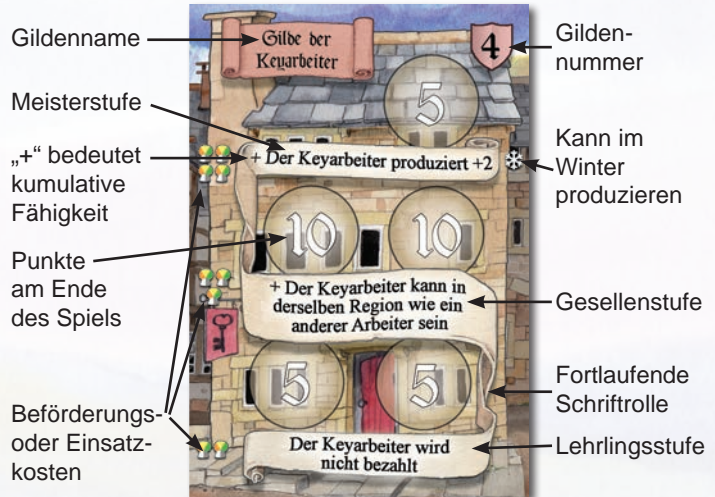 Gildenname
Meisterstufe
„+“ bedeutet
kumulative
Fähigkeit
Punkte
am Ende
des Spiels
Beförderungs-
oder Einsatz-
kosten
Gilde der
Keyarbeiter
4
5
+ Der Keyarbeiter produziert +2
10
10
+ Der Keyarbeiter kann in
derselben Region wie ein
anderer Arbeiter sein
5
5
Der Keyarbeiter wird
nicht bezahlt
Gilden-
nummer
Kann im
Winter
produzieren
Gesellenstufe
Fortlaufende
Schriftrolle
Lehrlingsstufe